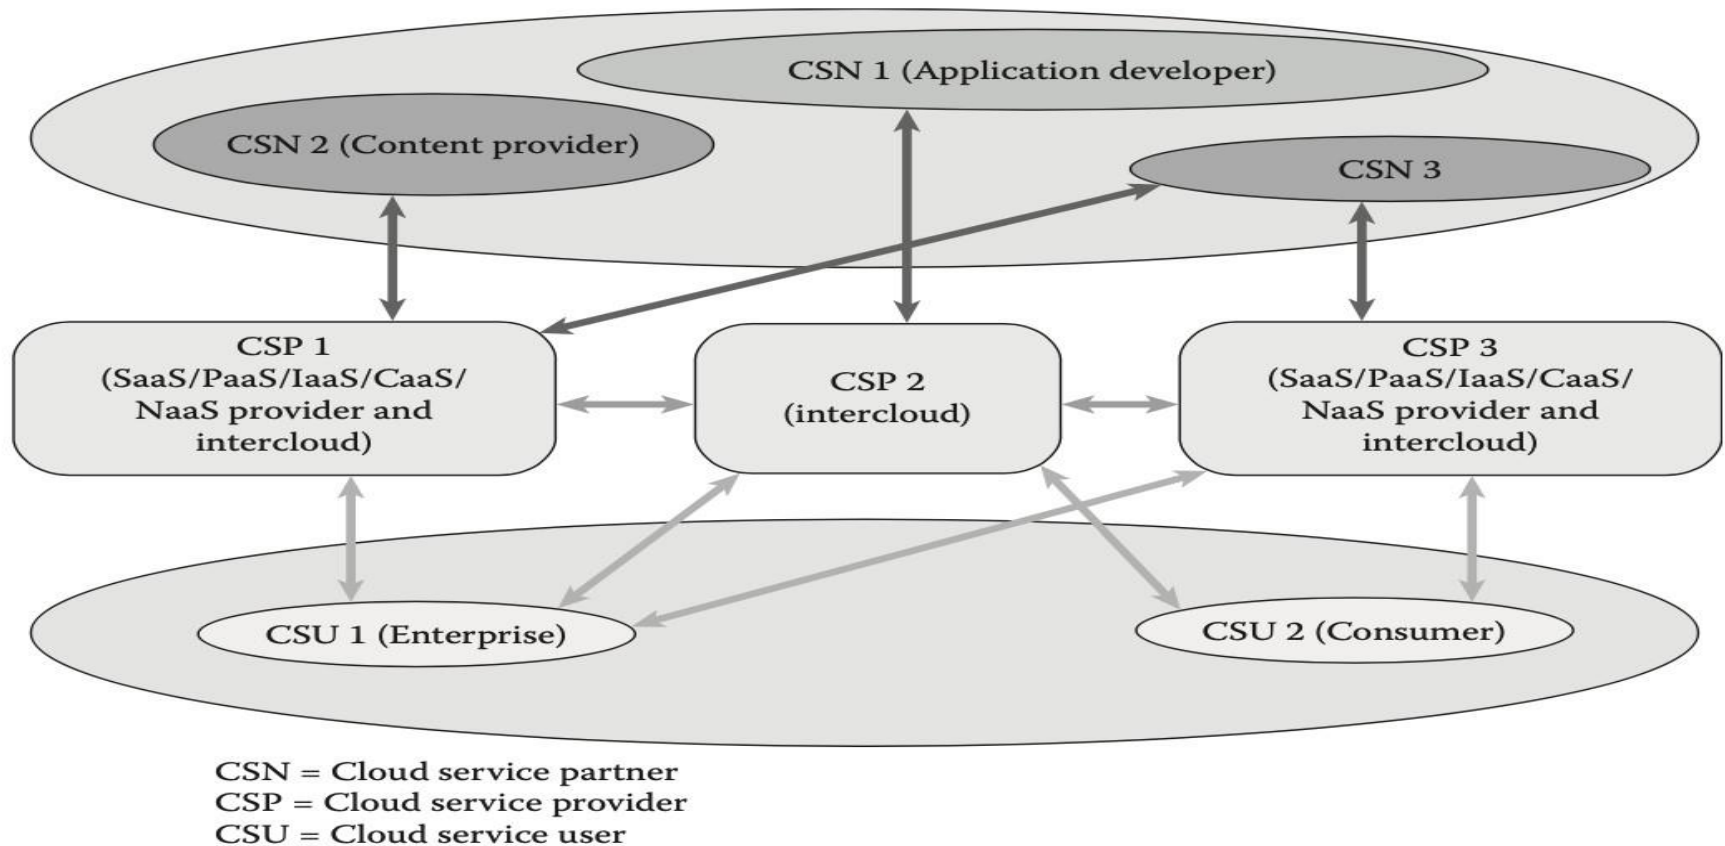 CSN 1 (Application developer)
CSN 2 (Content provider)
CSN 3
CSP 1
(SaaS/PaaS/IaaS/CaaS/
NaaS provider and
intercloud)
CSP 2
(intercloud)
CSP 3
(SaaS/PaaS/IaaS/CaaS/
NaaS provider and
intercloud)
CSU 1 (Enterprise)
CSU 2 (Consumer)
CSN = Cloud service partner
CSP = Cloud service provider
CSU = Cloud service user